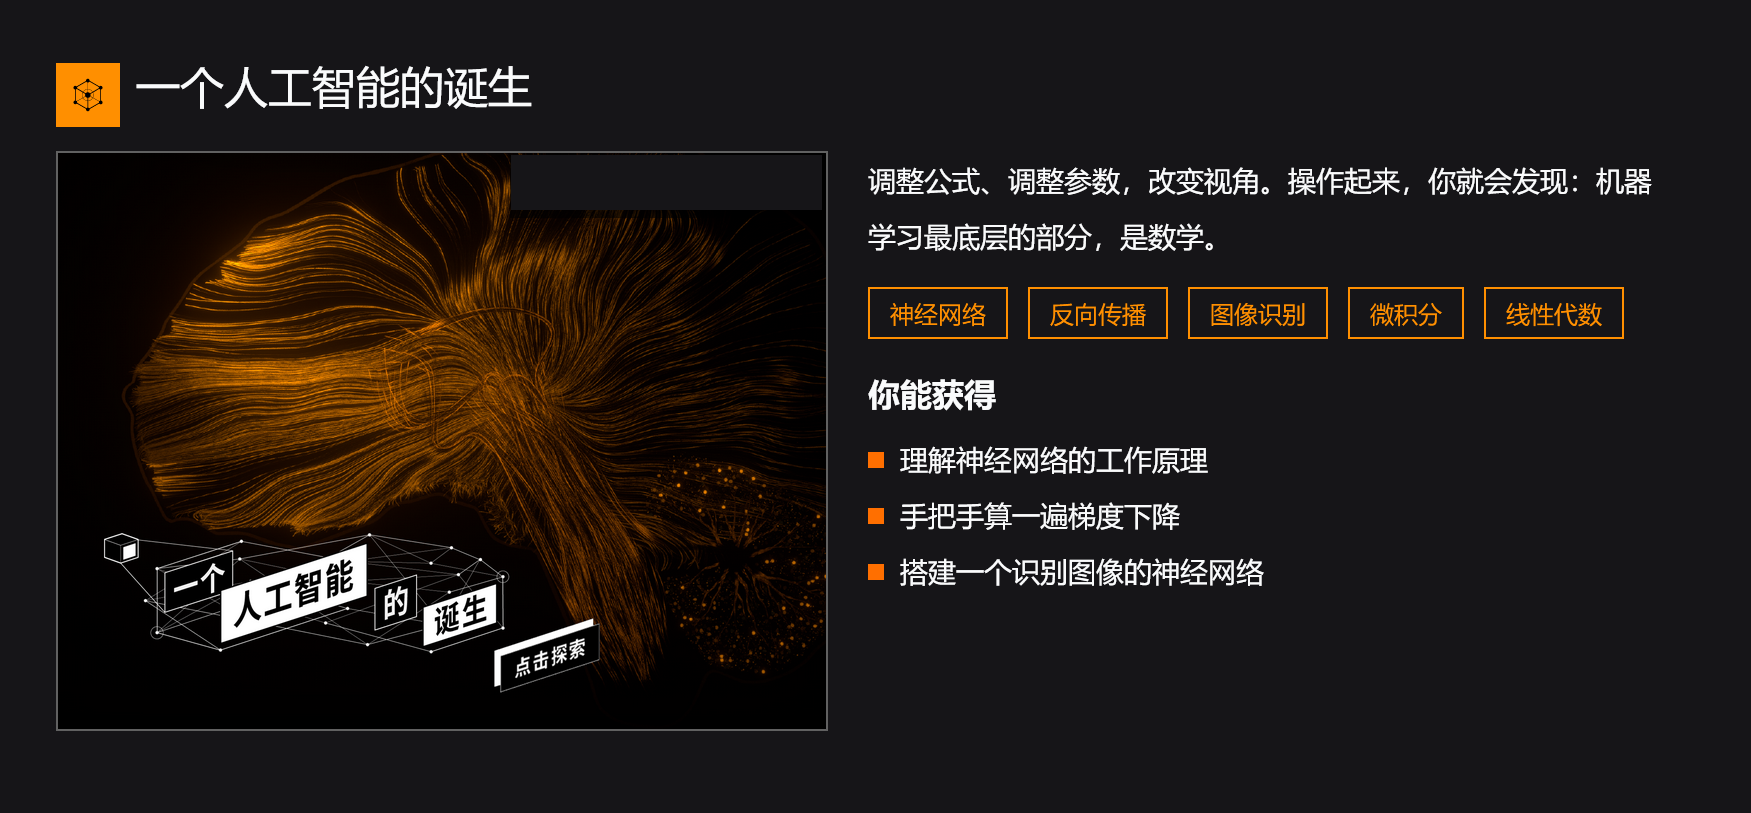 一个人工智能的诞生
一个人工智能的诞生
点击探索
调整公式、调整参数，改变视角。操作起来，你就会发现：机器
学习最底层的部分，是数学。
神经网络 反向传播 图像识别 微积分 线性代数
你能获得
理解神经网络的工作原理
手把手算一遍梯度下降
搭建一个识别图像的神经网络